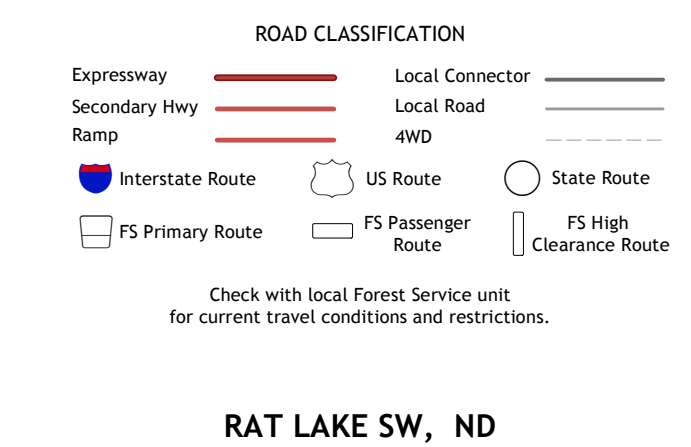 ROAD CLASSIFICATION
Expressway
Local Connector
Secondary Hwy
Local Road
Ramp
4WD
Interstate Route
US Route
State Route
FS Primary Route
FS Passenger
Route
FS High
Clearance Route
Check with local Forest Service unit
for current travel conditions and restrictions.
RAT LAKE SW, ND